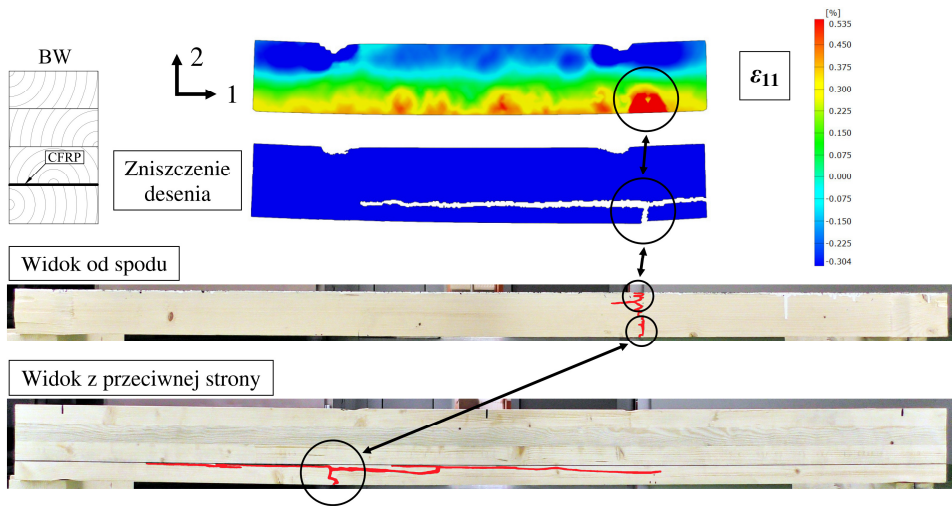 BW
CFRP
2
1
ε11
[%]
0.535
0.450
0.375
0.300
0.225
0.150
0.075
0.000
-0.075
-0.150
-0.225
-0.304
Zniszczenie
desenia
Widok od spodu
Widok z przeciwnej strony